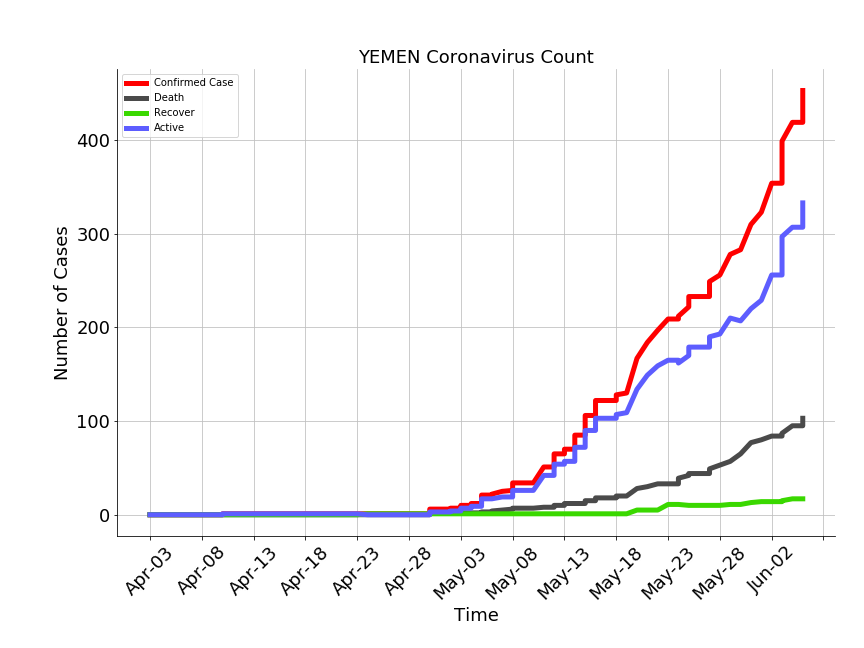 YEMEN Coronavirus Count
Confirmed Case
Death
Recover
Active
Number of Cases
400
300
200
100
0
Apr-03
Apr-08
Apr-13
Apr-18
Apr-23
Apr-28
May-03
May-08
May-13
May-18
May-23
May-28
Jun-02
Time